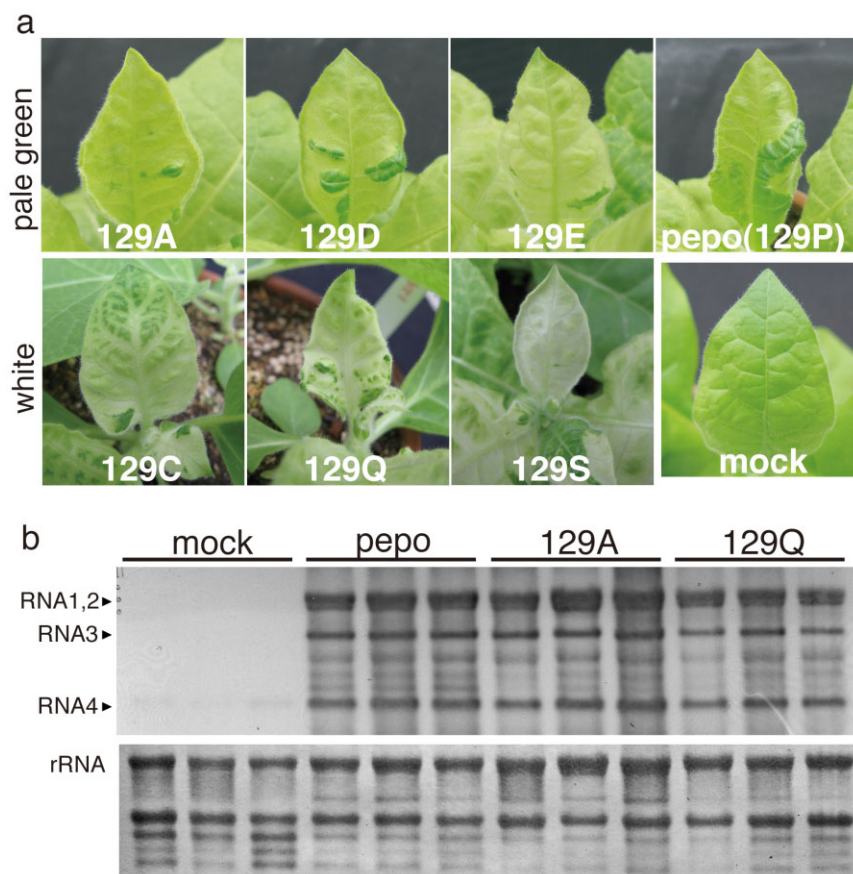 a
pale green
129A
129D
129E
pepo(129P)
white
129C
129Q
129S
mock
b
mock
pepo
129A
129Q
RNA1,2
RNA3
RNA4
rRNA